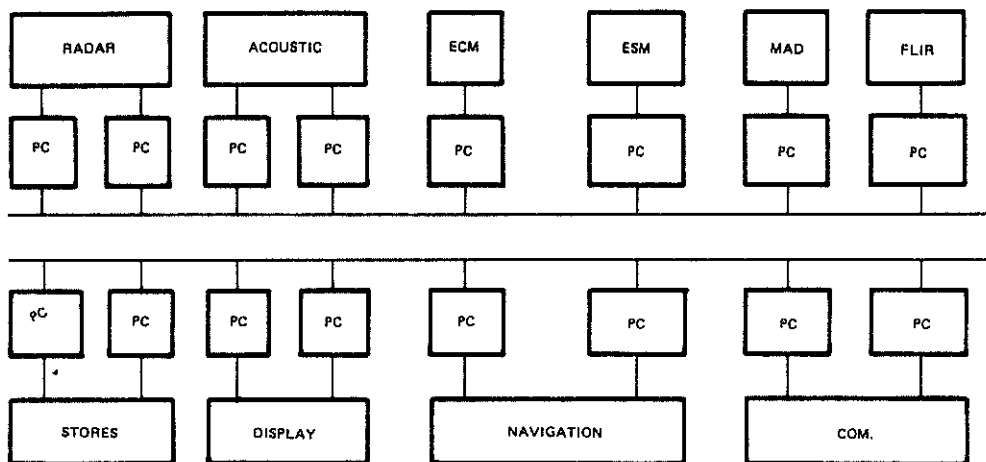 RADAR ACOUSTIC ECM ESM MAD FLIR
PC PC PC PC PC PC PC PC
PC PC PC PC PC PC PC PC
STORES DISPLAY NAVIGATION COM.